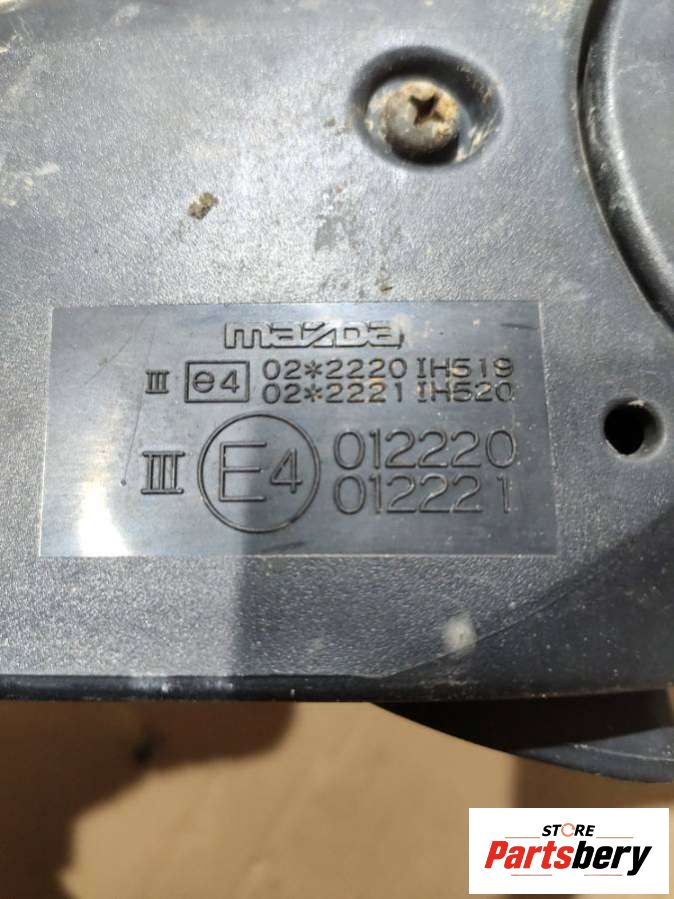 mazda
III e4 02*2220 IH519
02*2221 IH520
III E4 012220
012221
STORE
Partsbery